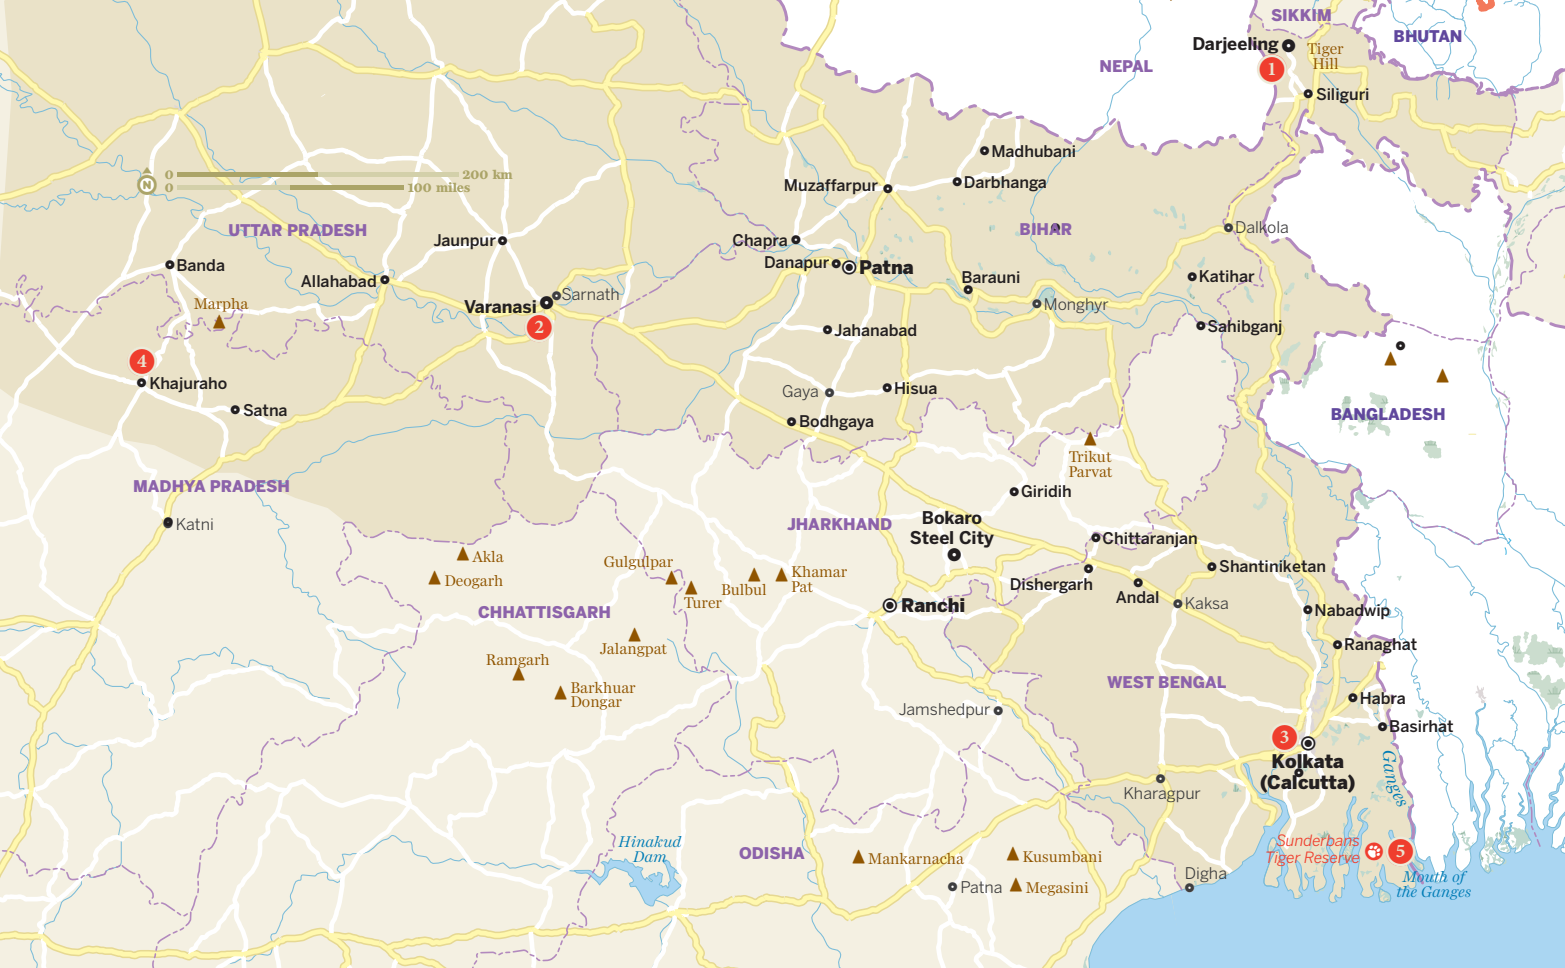 SIKKIM
BHUTAN
Darjeeling
Tiger
Hill
NEPAL
1
Siliguri
Madhubani
0
200 km
N
0
100 miles
Darbhanga
Muzaffarpur
UTTAR PRADESH
BIHAR
Dalkola
Jaunpur
Chapra
Danapur
Patna
Banda
Allahabad
Barauni
Katihar
Sarnath
Varanasi
Marpha
Monghyr
2
Jahanabad
Sahibganj
4
Khajuraho
Gaya
Hisua
Satna
BANGLADESH
Bodhgaya
Trikut
Parvat
MADHYA PRADESH
Giridih
Katni
JHARKHAND
Bokaro
Steel City
Chittaranjan
Akla
Gulgulpar
Shantiniketan
Deogarh
Khamar
Pat
Dishergarh
Bulbul
Turer
Andal
Kaksa
CHHATTISGARH
Ranchi
Nabadwip
Jalangpat
Ranaghat
Ramgarh
WEST BENGAL
Barkhuar
Dongar
Habra
Jamshedpur
Basirhat
3
Kolkata
(Calcutta)
Ganges
Kharagpur
Hinakud
Dam
Sunderbans
Tiger Reserve
5
ODISHA
Mankarnacha
Kusumbani
Digha
Mouth of
the Ganges
Patna
Megasini